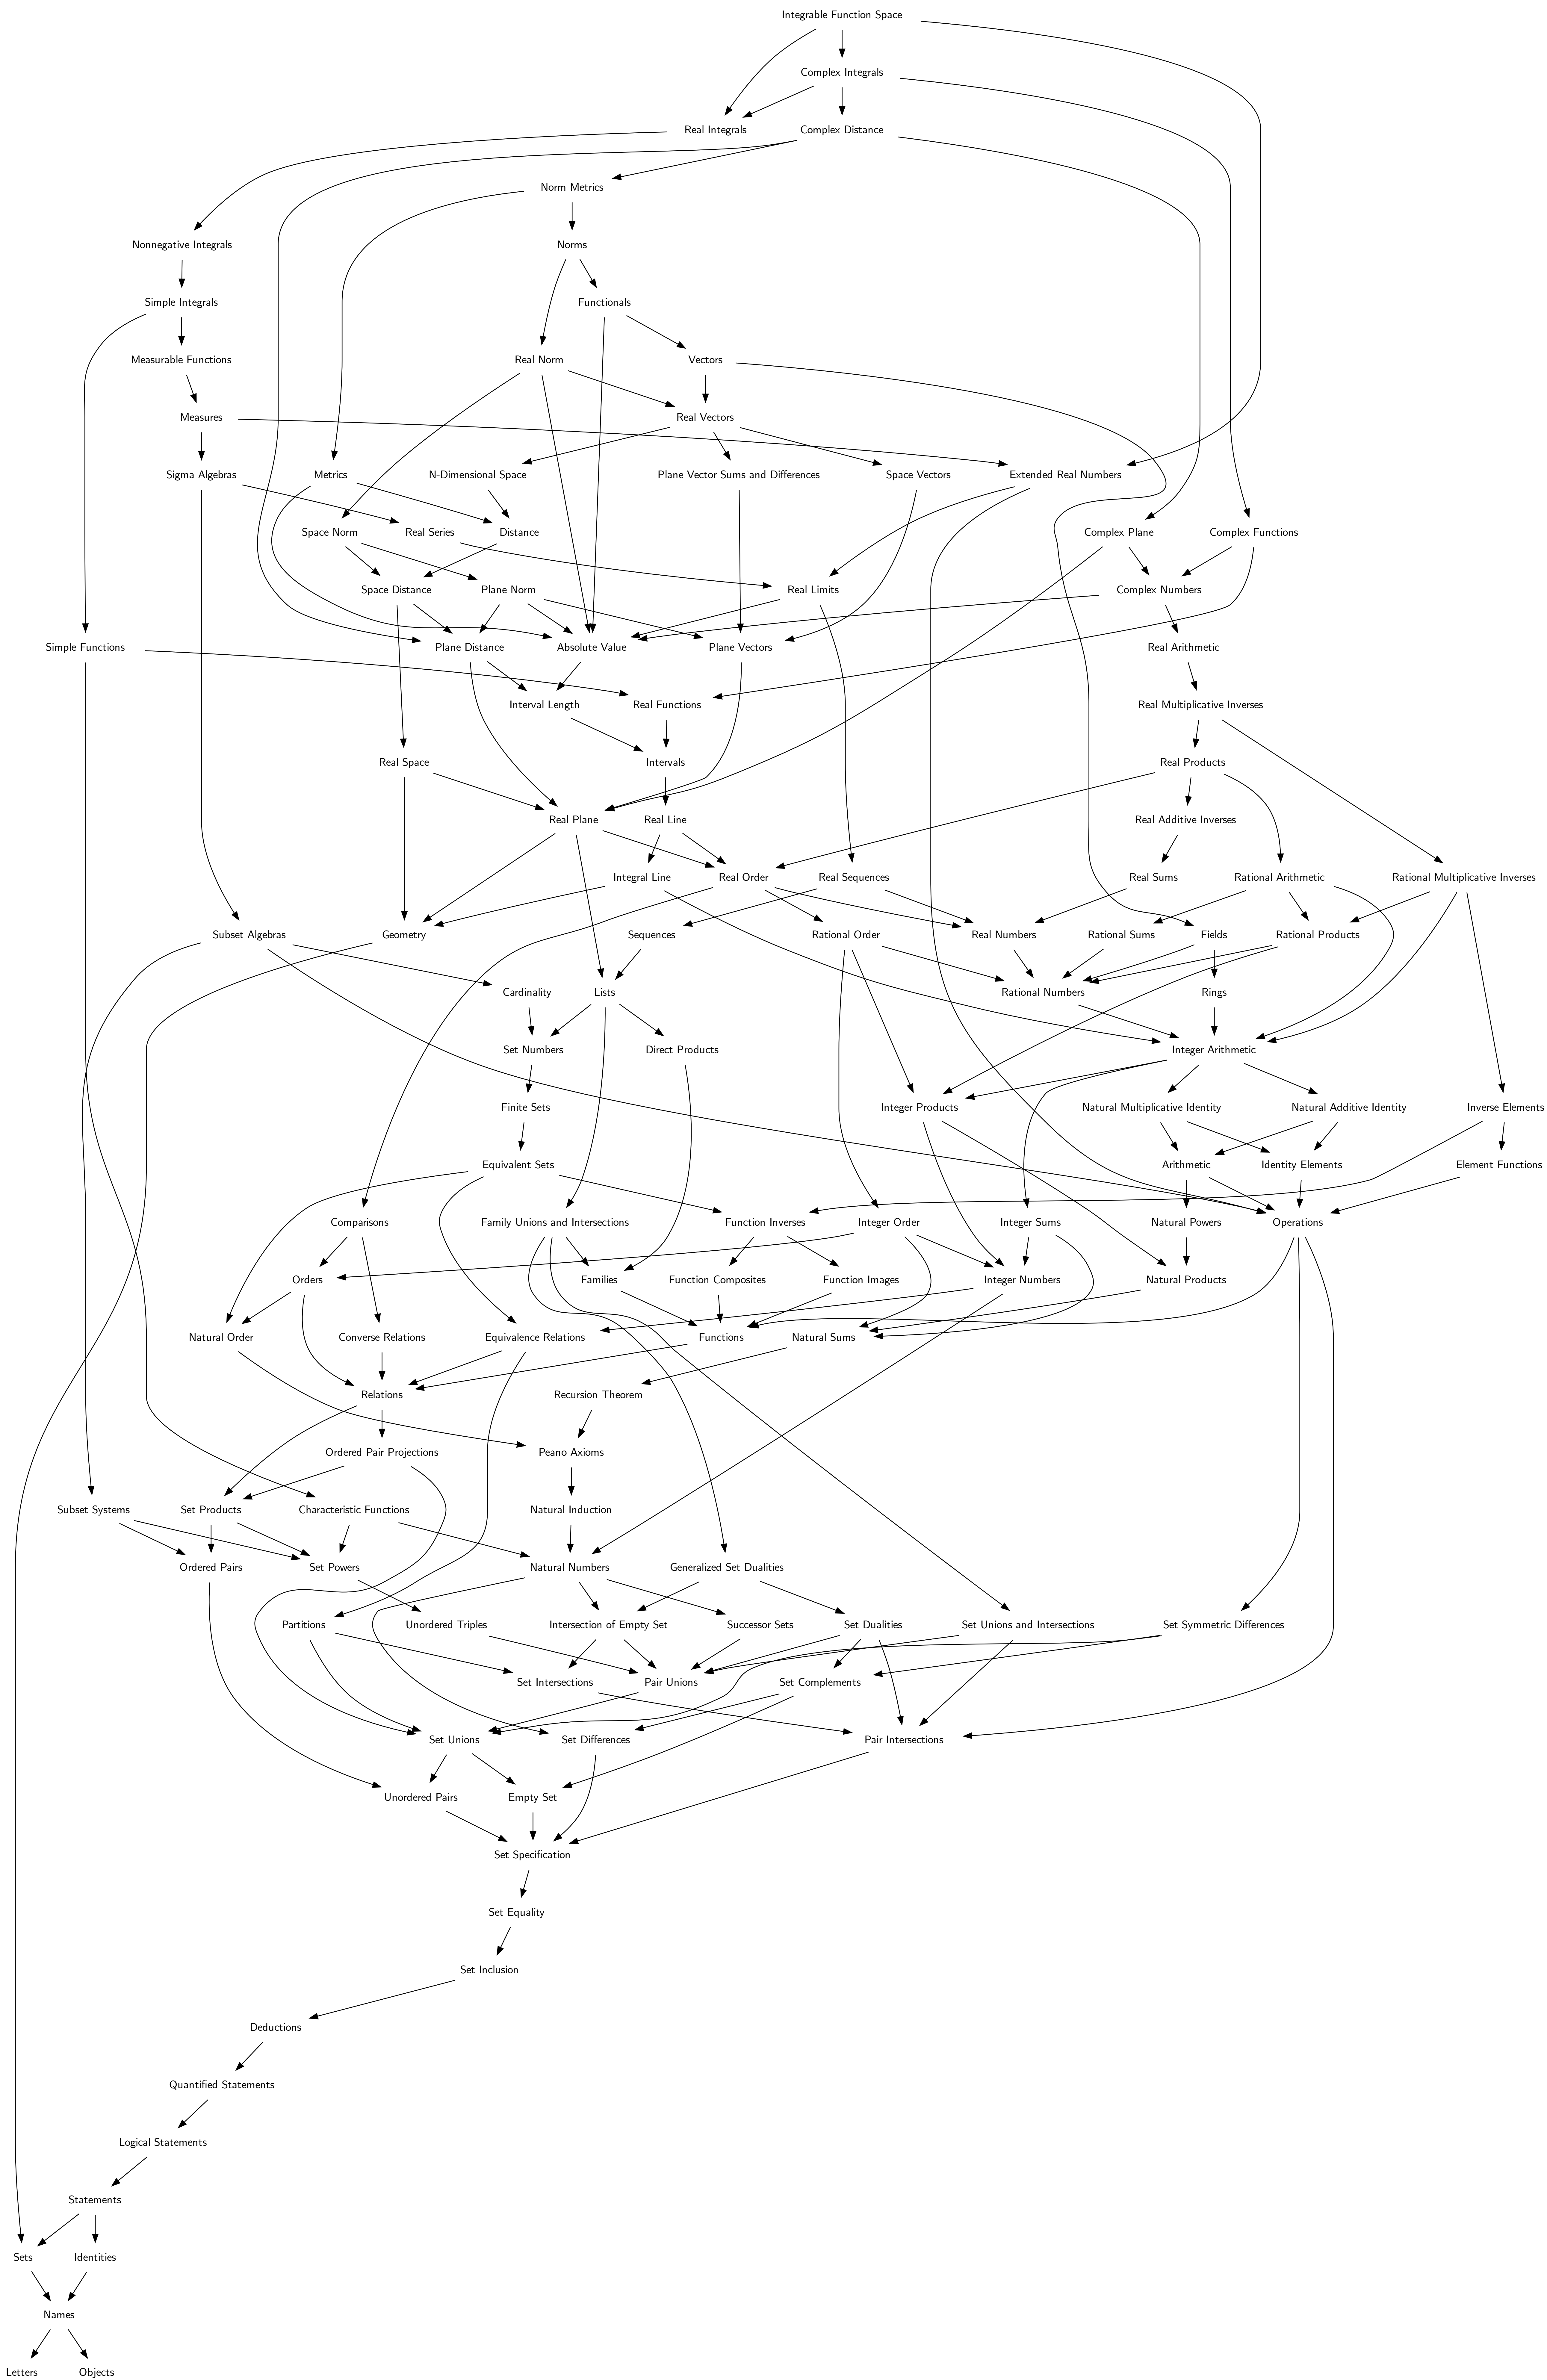 Integrable Function Space
Complex Integrals
Real Integrals
Complex Distance
Norm Metrics
Nonnegative Integrals
Norms
Simple Integrals
Functionals
Measurable Functions
Real Norm
Vectors
Measures
Real Vectors
Sigma Algebras
Metrics
N-Dimensional Space
Plane Vector Sums and Differences
Space Vectors
Extended Real Numbers
Space Norm
Real Series
Distance
Complex Plane
Complex Functions
Space Distance
Plane Norm
Real Limits
Complex Numbers
Simple Functions
Plane Distance
Absolute Value
Plane Vectors
Real Arithmetic
Interval Length
Real Functions
Real Multiplicative Inverses
Real Space
Intervals
Real Products
Real Plane
Real Line
Real Additive Inverses
Integral Line
Real Order
Real Sequences
Real Sums
Rational Arithmetic
Rational Multiplicative Inverses
Subset Algebras
Geometry
Sequences
Rational Order
Real Numbers
Rational Sums
Fields
Rational Products
Cardinality
Lists
Rational Numbers
Rings
Set Numbers
Direct Products
Integer Arithmetic
Finite Sets
Integer Products
Natural Multiplicative Identity
Natural Additive Identity
Inverse Elements
Equivalent Sets
Arithmetic
Identity Elements
Element Functions
Comparisons
Family Unions and Intersections
Function Inverses
Integer Order
Integer Sums
Natural Powers
Operations
Orders
Families
Function Composites
Function Images
Integer Numbers
Natural Products
Natural Order
Converse Relations
Equivalence Relations
Functions
Natural Sums
Relations
Recursion Theorem
Ordered Pair Projections
Peano Axioms
Subset Systems
Set Products
Characteristic Functions
Natural Induction
Ordered Pairs
Set Powers
Natural Numbers
Generalized Set Dualities
Partitions
Unordered Triples
Intersection of Empty Set
Successor Sets
Set Dualities
Set Unions and Intersections
Set Symmetric Differences
Set Intersections
Pair Unions
Set Complements
Set Unions
Set Differences
Pair Intersections
Unordered Pairs
Empty Set
Set Specification
Set Equality
Set Inclusion
Deductions
Quantified Statements
Logical Statements
Statements
Sets
Identities
Names
Letters
Objects